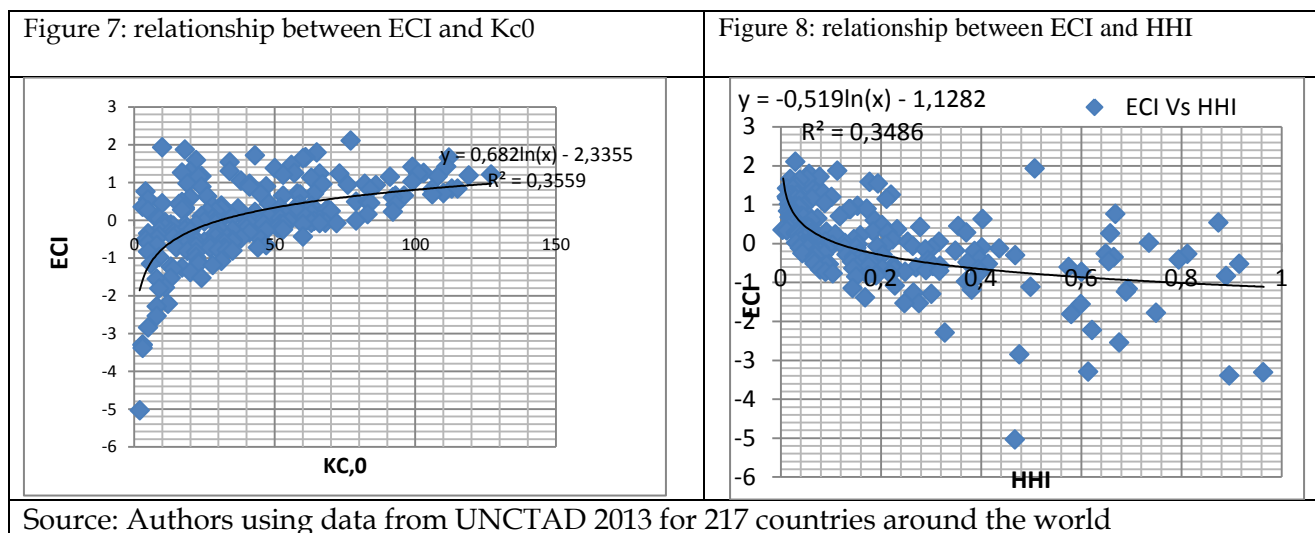 Figure 7: relationship between ECI and Kc0
Figure 8: relationship between ECI and HHI
3
2
1
0
-1
-2
-3
-4
-5
-6
ECI
0
50
100
150
KC,0
y = 0,682ln(x) - 2,3355
R² = 0,3559
y = -0,519ln(x) - 1,1282
R² = 0,3486
ECI Vs HHI
3
2
1
0
-1
-2
-3
-4
-5
-6
ECI
0
0,2
0,4
0,6
0,8
1
HHI
Source: Authors using data from UNCTAD 2013 for 217 countries around the world